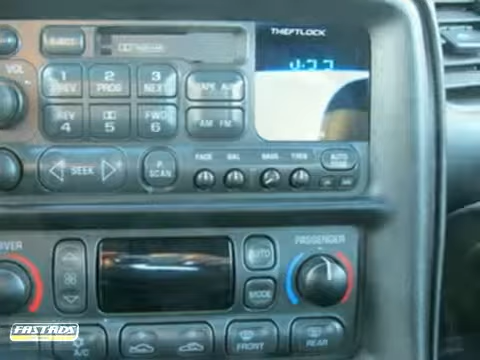 THEFTLOCK
VOL
1 PREV
2 PROG
3 NEXT
TAPE
AM FM
REV 4
5
FWD 6
SEEK
P. SCAN
FADE BAL BASS TREB
AUTO
PASSENGER
AUTO
MODE
A/C
FRONT
REAR
FASTADS